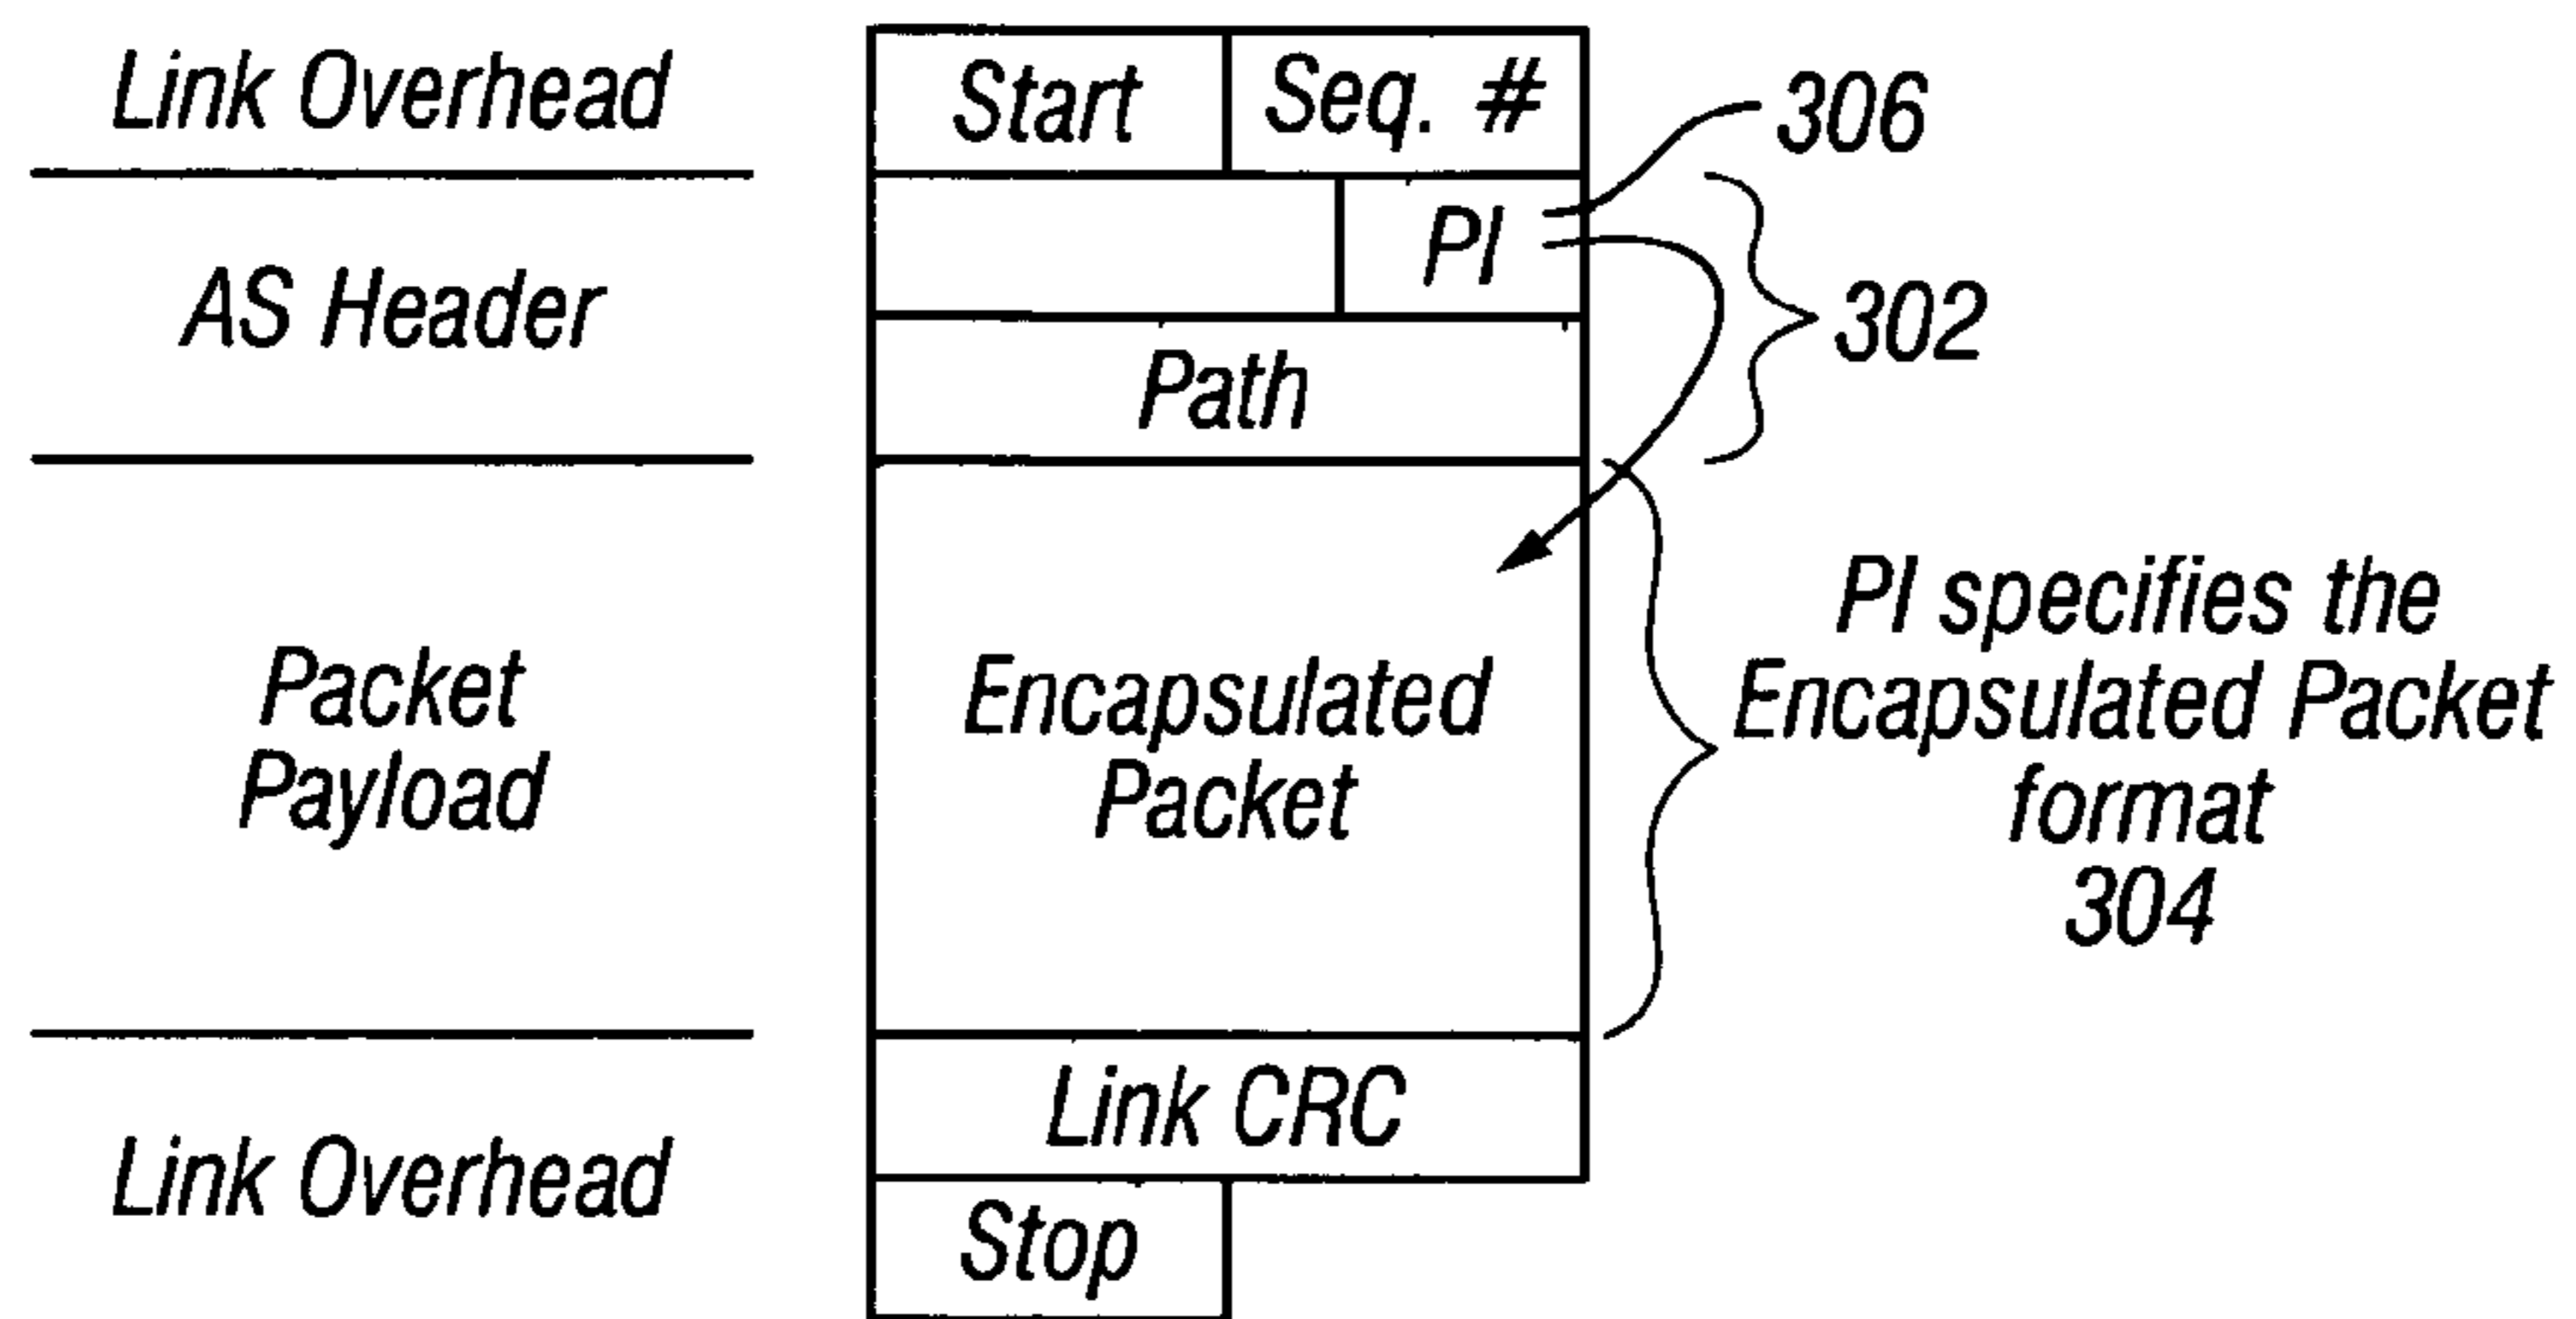 Link Overhead
Start
Seq. #
306
AS Header
PI
302
Path
Packet
Payload
Encapsulated
Packet
PI specifies the
Encapsulated Packet
format
304
Link Overhead
Link CRC
Stop